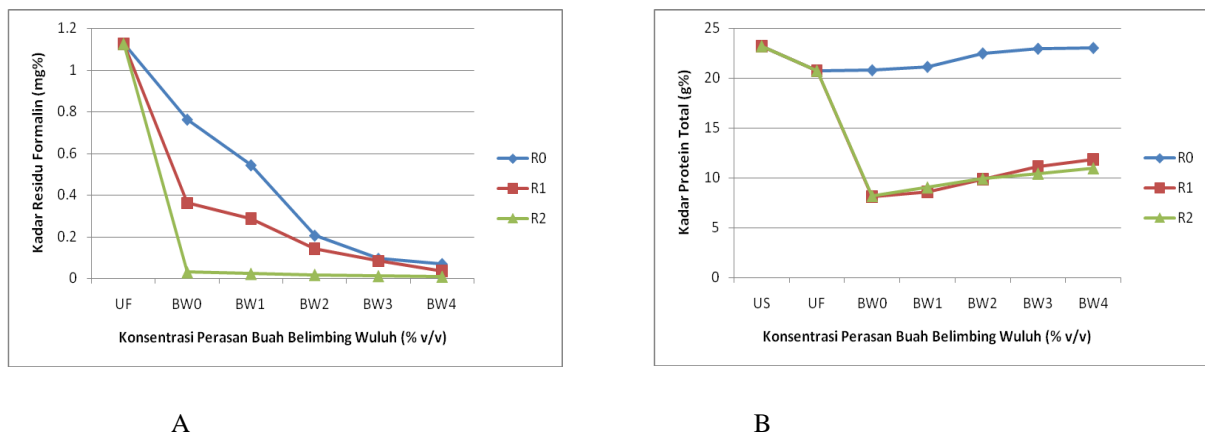 Kadar Residu Formalin (mg%)
1.2
1
0.8
0.6
0.4
0.2
0
UF BW0 BW1 BW2 BW3 BW4
Konsentrasi Perasan Buah Belimbing Wuluh (% v/v)
R0
R1
R2
A
Kadar Protein Total (g%)
25
20
15
10
5
0
US UF BW0 BW1 BW2 BW3 BW4
Konsentrasi Perasan Buah Belimbing Wuluh (% v/v)
R0
R1
R2
B